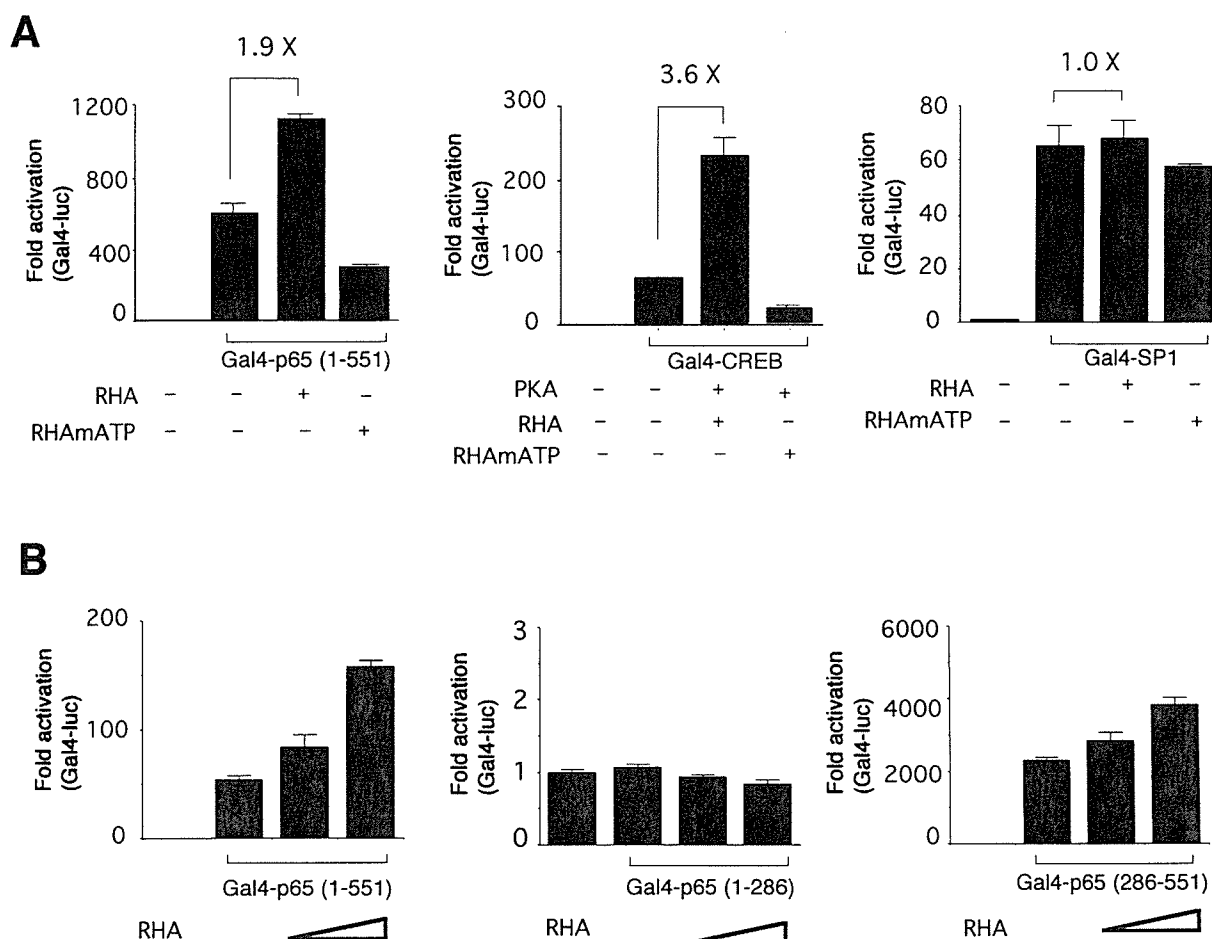 A
1.9 X
Fold activation
(Gal4-luc)
1200
800
400
0
Gal4-p65 (1-551)
RHA – – + –
RHAmATP – – – +
3.6 X
Fold activation
(Gal4-luc)
300
200
100
0
Gal4-CREB
PKA – – + +
RHA – – + –
RHAmATP – – – +
1.0 X
Fold activation
(Gal4-luc)
80
60
40
20
0
Gal4-SP1
RHA – – + –
RHAmATP – – – +
B
Fold activation
(Gal4-luc)
200
100
0
Gal4-p65 (1-551)
RHA
Fold activation
(Gal4-luc)
3
2
1
0
Gal4-p65 (1-286)
RHA
Fold activation
(Gal4-luc)
6000
4000
2000
0
Gal4-p65 (286-551)
RHA